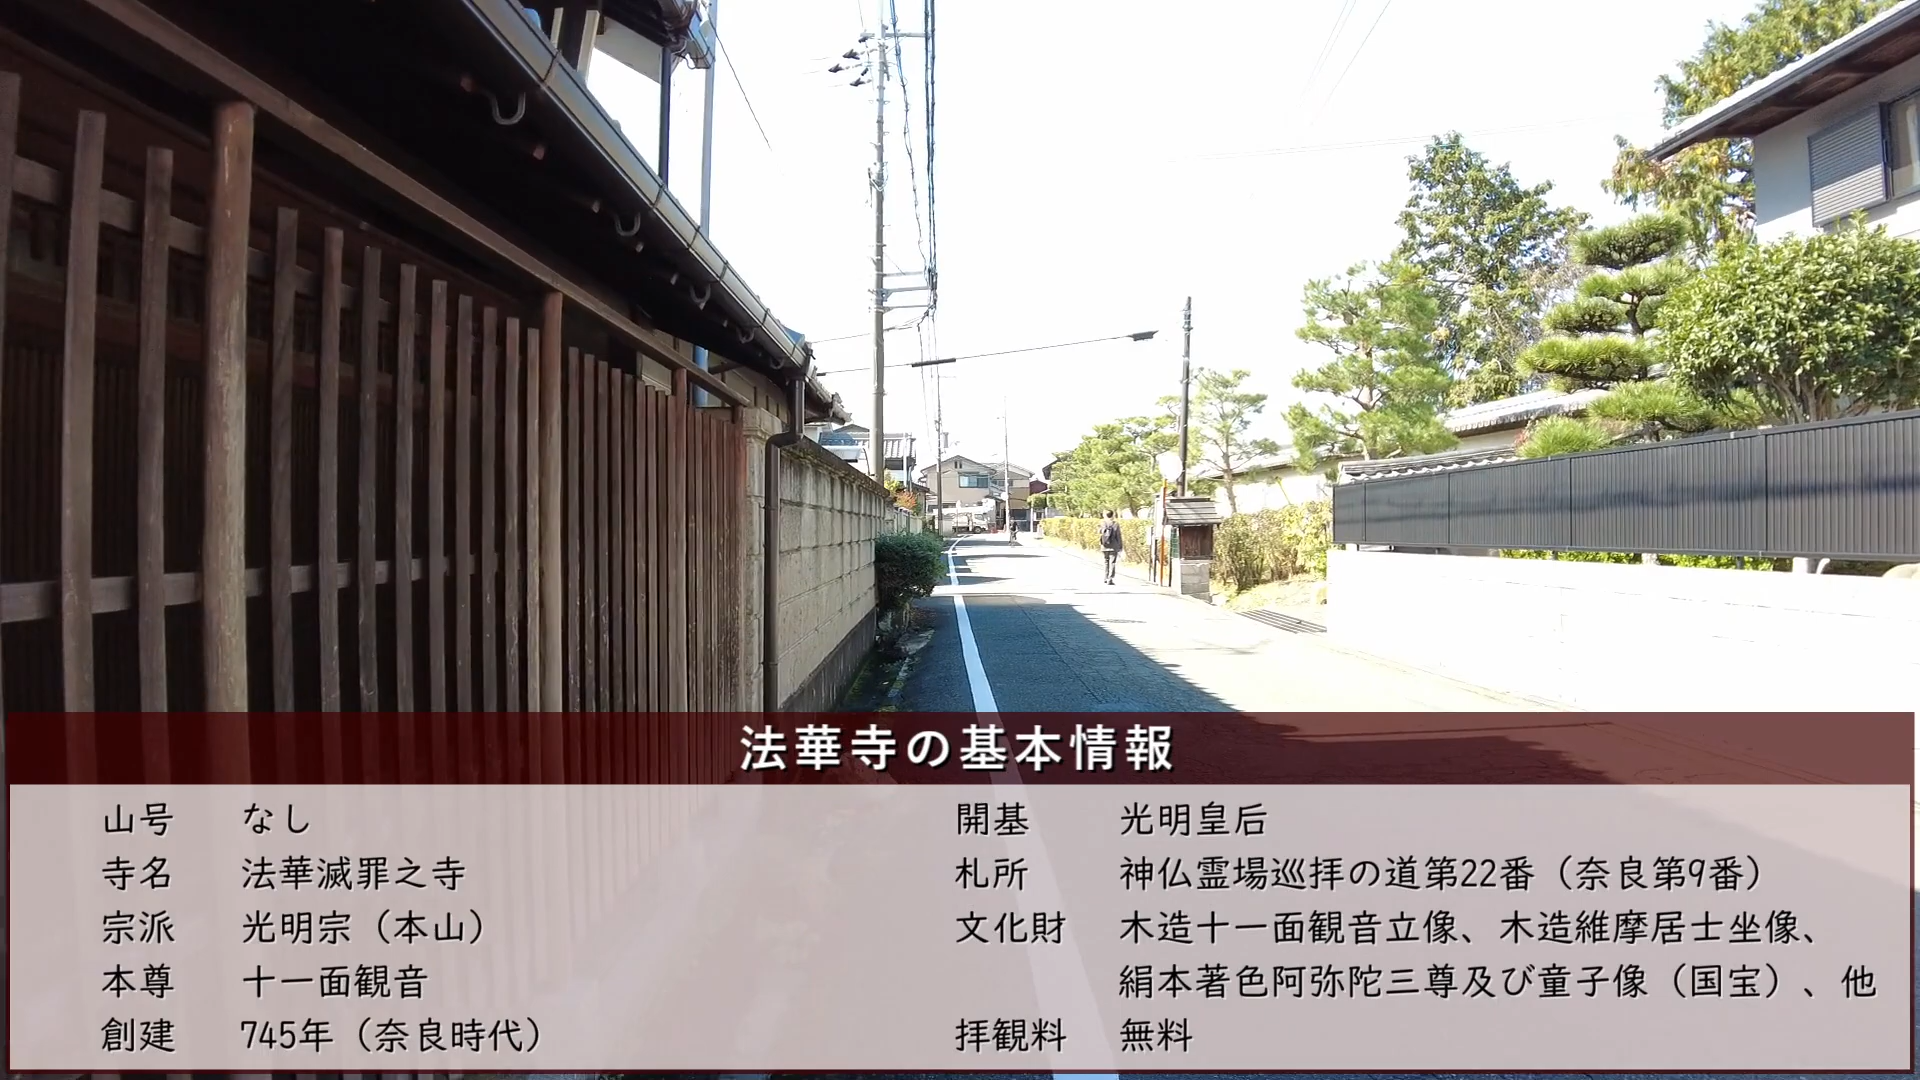 法華寺の基本情報
山号 なし
寺名 法華滅罪之寺
宗派 光明宗（本山）
本尊 十一面観音
創建 745年（奈良時代）
開基 光明皇后
札所 神仏霊場巡拝の道第22番（奈良第9番）
文化財 木造十一面観音立像、木造維摩居士坐像、
絹本著色阿弥陀三尊及び童子像（国宝）、他
拝観料 無料